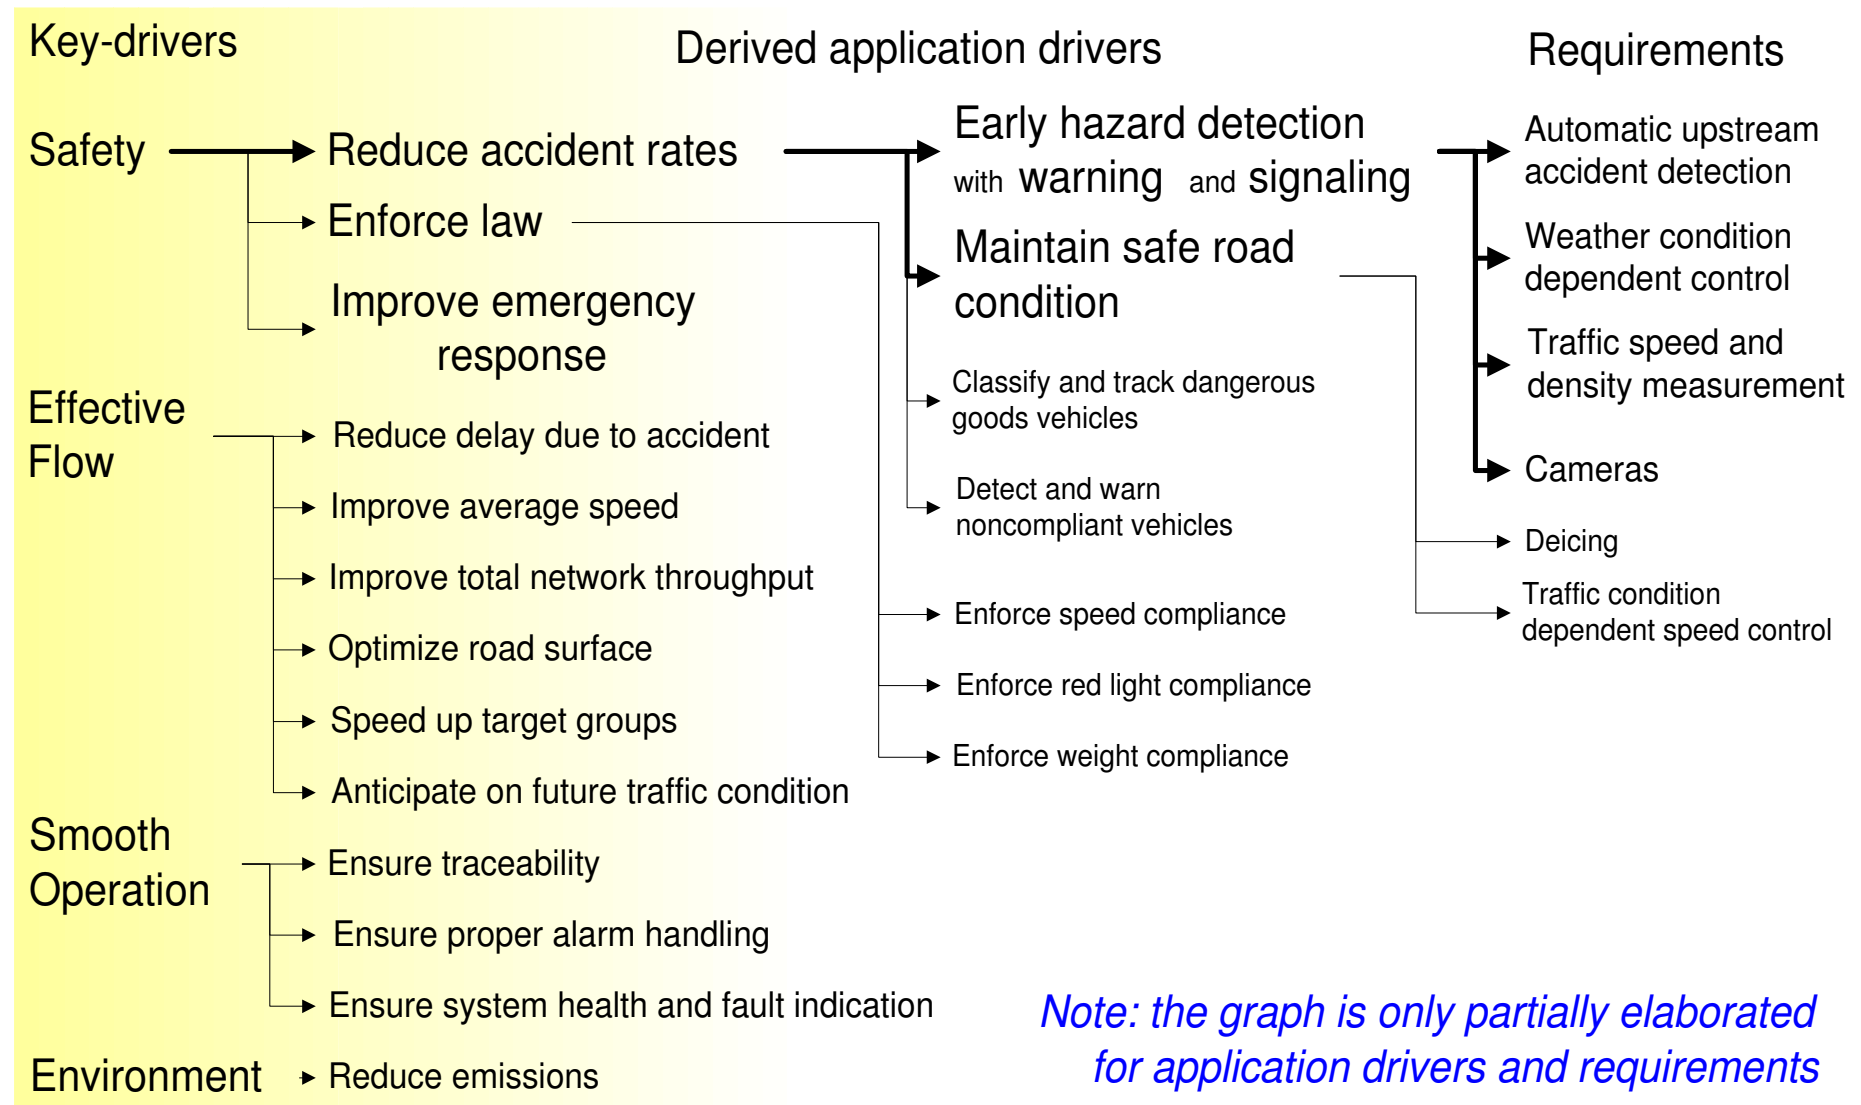 Key-drivers
Derived application drivers
Requirements
Safety
Reduce accident rates
Early hazard detection
with warning and signaling
Automatic upstream
accident detection
Enforce law
Maintain safe road
condition
Weather condition
dependent control
Improve emergency
response
Traffic speed and
density measurement
Effective
Flow
Reduce delay due to accident
Classify and track dangerous
goods vehicles
Cameras
Improve average speed
Detect and warn
noncompliant vehicles
Deicing
Improve total network throughput
Enforce speed compliance
Traffic condition
dependent speed control
Optimize road surface
Enforce red light compliance
Speed up target groups
Enforce weight compliance
Anticipate on future traffic condition
Smooth
Operation
Ensure traceability
Ensure proper alarm handling
Ensure system health and fault indication
Environment
Reduce emissions
Note: the graph is only partially elaborated
for application drivers and requirements